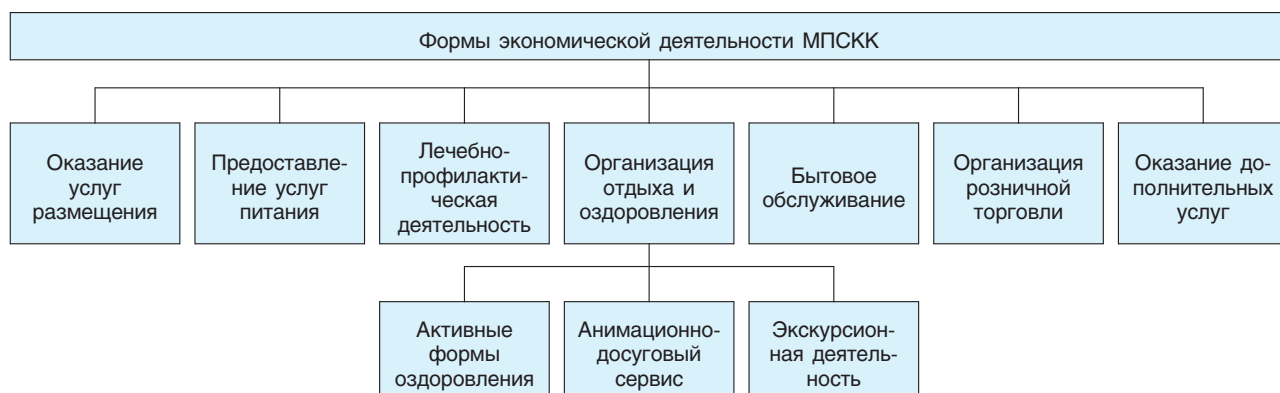 Формы экономической деятельности МПСКК
Оказание
услуг
размещения
Предоставле-
ние услуг
питания
Лечебно-
профилакти-
ческая
деятельность
Организация
отдыха и
оздоровления
Бытовое
обслуживание
Организация
розничной
торговли
Оказание до-
полнительных
услуг
Активные
формы
оздоровления
Анимационно-
досуговый
сервис
Экскурсион-
ная деятель-
ность